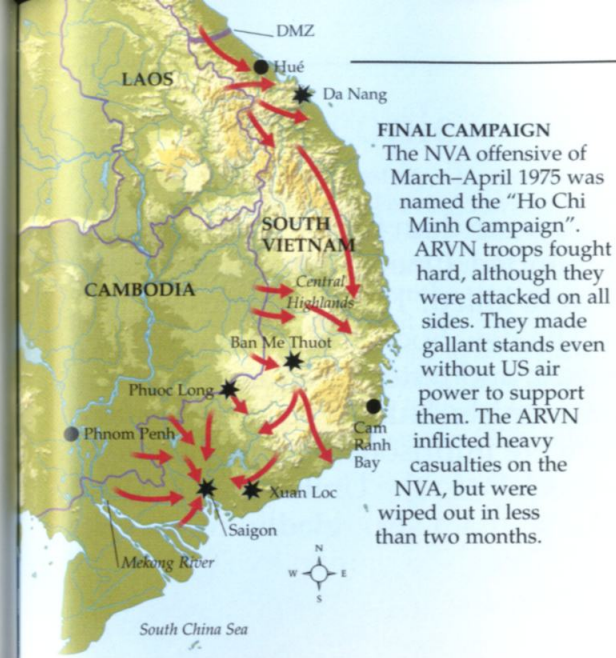 DMZ
Hué
LAOS
Da Nang
FINAL CAMPAIGN
The NVA offensive of
March–April 1975 was
named the “Ho Chi
Minh Campaign”.
ARVN troops fought
hard, although they
were attacked on all
sides. They made
gallant stands even
without US air
power to support
them. The ARVN
inflicted heavy
casualties on the
NVA, but were
wiped out in less
than two months.
SOUTH
VIETNAM
CAMBODIA
Central
Highlands
Ban Me Thuot
Phuoc Long
Phnom Penh
Cam
Ranh
Bay
Xuan Loc
Saigon
Mekong River
N
W E
S
South China Sea